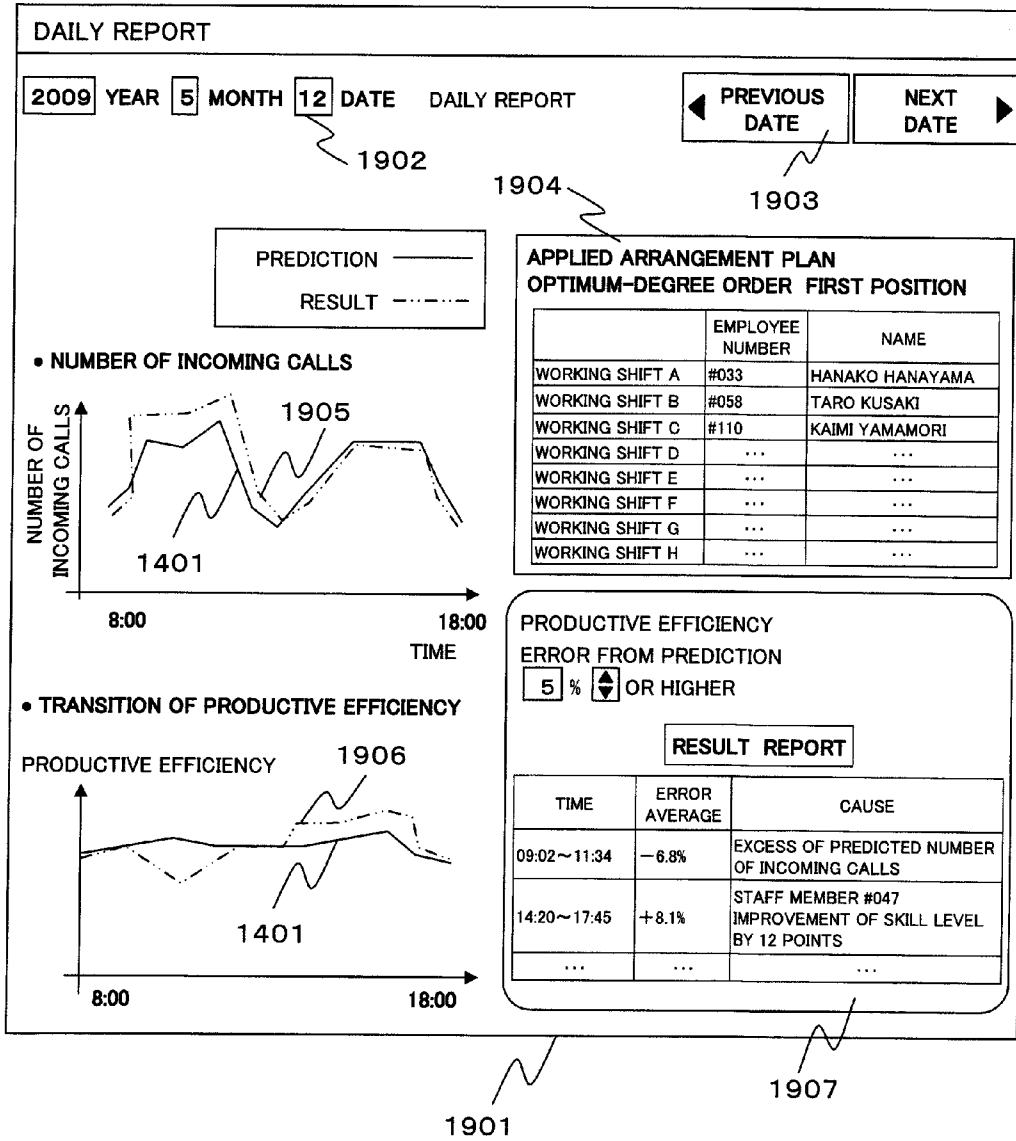 DAILY REPORT
2009 YEAR 5 MONTH 12 DATE DAILY REPORT
PREVIOUS DATE
NEXT DATE
1902
1903
1904
PREDICTION
RESULT
• NUMBER OF INCOMING CALLS
NUMBER OF
INCOMING CALLS
1905
1401
8:00
18:00
TIME
APPLIED ARRANGEMENT PLAN
OPTIMUM-DEGREE ORDER FIRST POSITION
EMPLOYEE NUMBER NAME
WORKING SHIFT A #033 HANAKO HANAYAMA
WORKING SHIFT B #058 TARO KUSAKI
WORKING SHIFT C #110 KAIMI YAMAMORI
WORKING SHIFT D ... ...
WORKING SHIFT E ... ...
WORKING SHIFT F ... ...
WORKING SHIFT G ... ...
WORKING SHIFT H ... ...
• TRANSITION OF PRODUCTIVE EFFICIENCY
PRODUCTIVE EFFICIENCY
1906
1401
8:00
18:00
PRODUCTIVE EFFICIENCY
ERROR FROM PREDICTION
5 % OR HIGHER
RESULT REPORT
TIME ERROR AVERAGE CAUSE
09:02～11:34 －6.8% EXCESS OF PREDICTED NUMBER
OF INCOMING CALLS
14:20～17:45 ＋8.1% STAFF MEMBER #047
IMPROVEMENT OF SKILL LEVEL
BY 12 POINTS
... ... ...
1907
1901